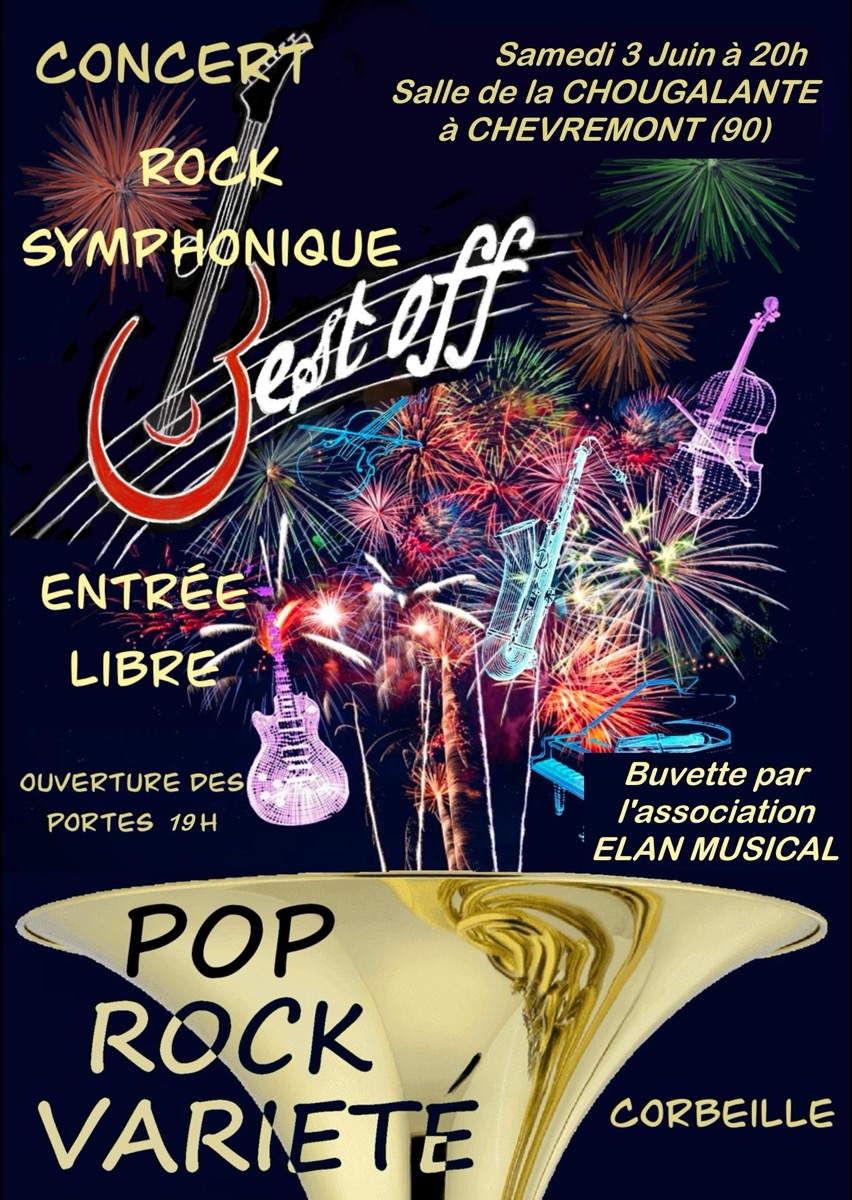 CONCERT
ROCK
SYMPHONIQUE
Samedi 3 Juin à 20h
Salle de la CHOUGALANTE
à CHEVREMONT (90)
Best off
ENTRÉE
LIBRE
OUVERTURE DES
PORTES 19H
Buvette par
l'association
ELAN MUSICAL
POP
ROCK
VARIETÉ
CORBEILLE